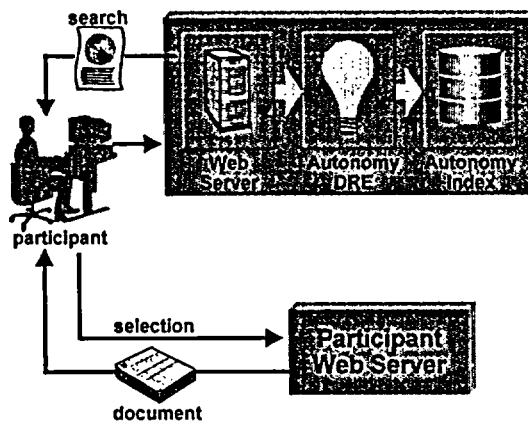 search
Web
Server
Autonomy
DRE
Autonomy
Index
participant
selection
Participant
Web Server
document